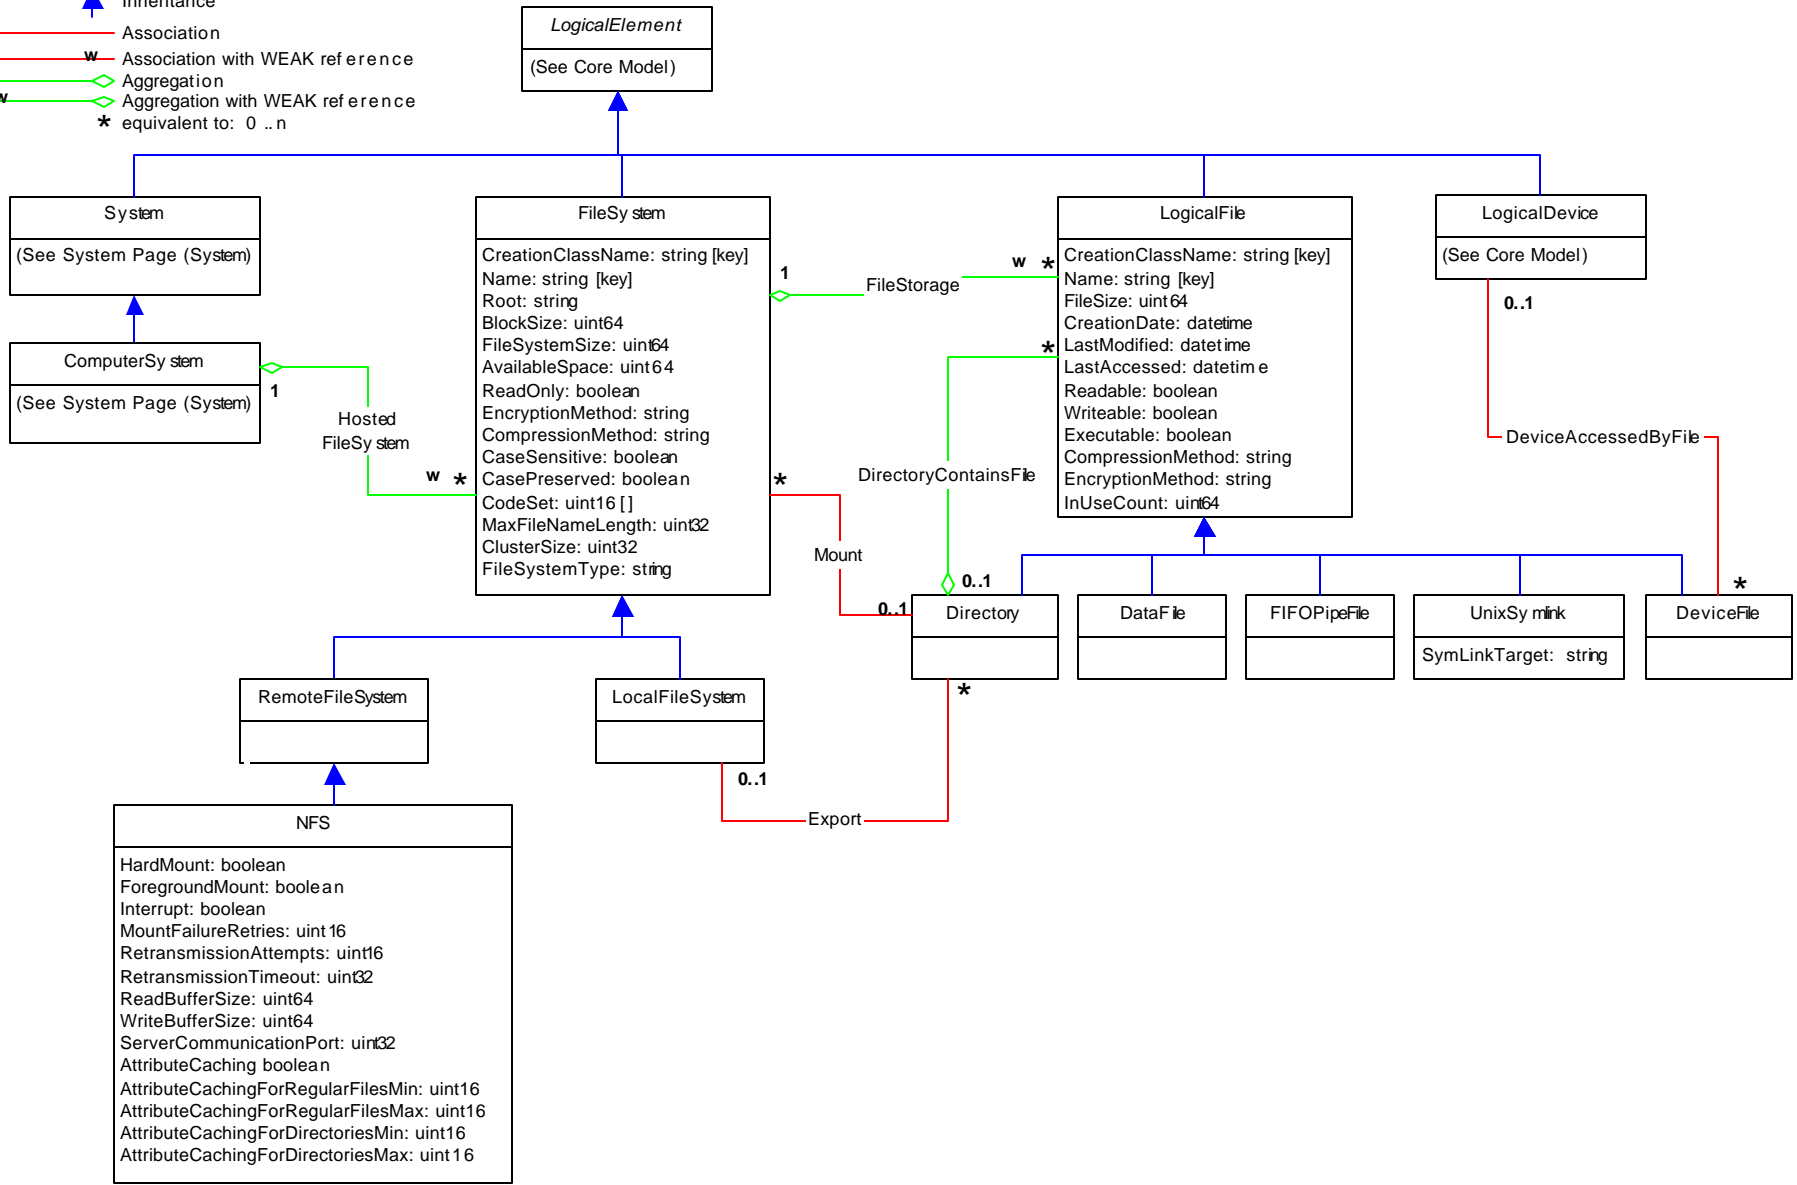 Inheritance
Association
w Association with WEAK reference
Aggregation
w Aggregation with WEAK reference
* equivalent to: 0 .. n
LogicalElement
(See Core Model)
System
(See System Page (System)
ComputerSystem
(See System Page (System)
1
Hosted
FileSystem
w *
FileSystem
CreationClassName: string [key]
Name: string [key]
Root: string
BlockSize: uint64
FileSystemSize: uint64
AvailableSpace: uint64
ReadOnly: boolean
EncryptionMethod: string
CompressionMethod: string
CaseSensitive: boolean
CasePreserved: boolean
CodeSet: uint16 []
MaxFileNameLength: uint32
ClusterSize: uint32
FileSystemType: string
1
FileStorage
w *
LogicalFile
CreationClassName: string [key]
Name: string [key]
FileSize: uint64
CreationDate: datetime
LastModified: datetime
LastAccessed: datetime
Readable: boolean
Writeable: boolean
Executable: boolean
CompressionMethod: string
EncryptionMethod: string
InUseCount: uint64
*
DirectoryContainsFile
0..1
*
Mount
0..1
LogicalDevice
(See Core Model)
0..1
DeviceAccessedByFile
*
Directory
DataFile
FIFOPipeFile
UnixSymlink
SymLinkTarget: string
DeviceFile
RemoteFileSystem
LocalFileSystem
0..1
Export
*
NFS
HardMount: boolean
ForegroundMount: boolean
Interrupt: boolean
MountFailureRetries: uint16
RetransmissionAttempts: uint16
RetransmissionTimeout: uint32
ReadBufferSize: uint64
WriteBufferSize: uint64
ServerCommunicationPort: uint32
AttributeCaching boolean
AttributeCachingForRegularFilesMin: uint16
AttributeCachingForRegularFilesMax: uint16
AttributeCachingForDirectoriesMin: uint16
AttributeCachingForDirectoriesMax: uint16